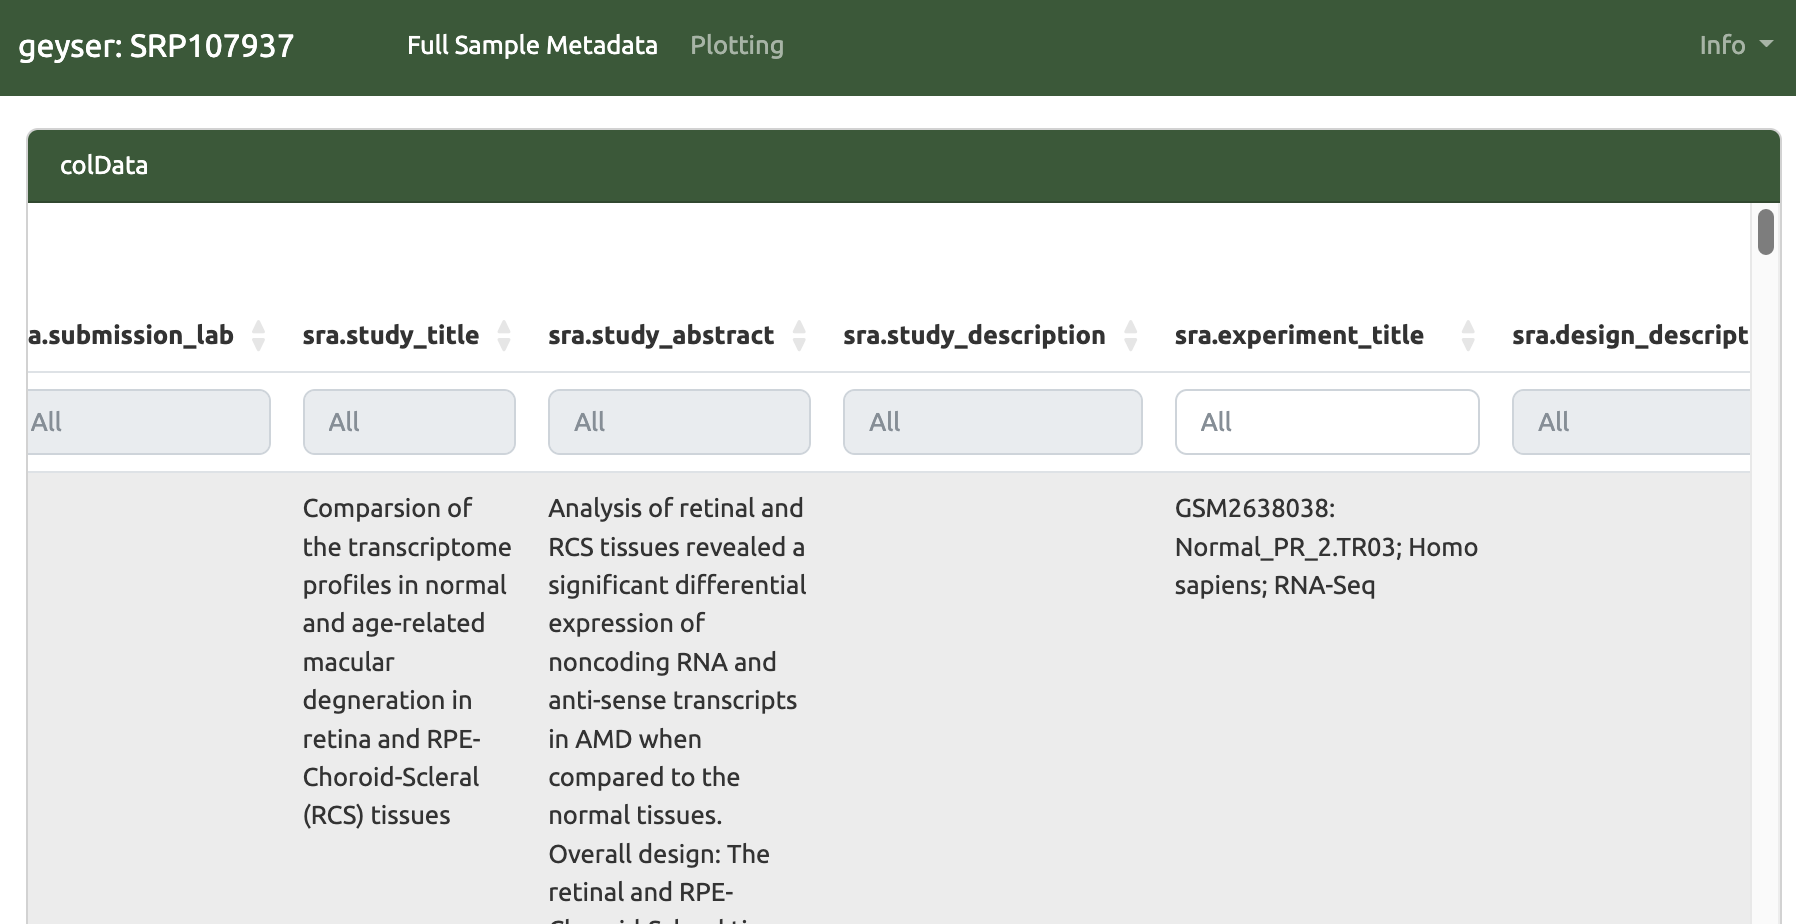 geyser: SRP107937 Full Sample Metadata Plotting Info
colData
a.submission_lab sra.study_title sra.study_abstract sra.study_description sra.experiment_title sra.design_descript
All All All All All All
Comparsion of
the transcriptome
profiles in normal
and age-related
macular
degneration in
retina and RPE-
Choroid-Scleral
(RCS) tissues
Analysis of retinal and
RCS tissues revealed a
significant differential
expression of
noncoding RNA and
anti-sense transcripts
in AMD when
compared to the
normal tissues.
Overall design: The
retinal and RPE-
GSM2638038:
Normal_PR_2.TR03; Homo
sapiens; RNA-Seq